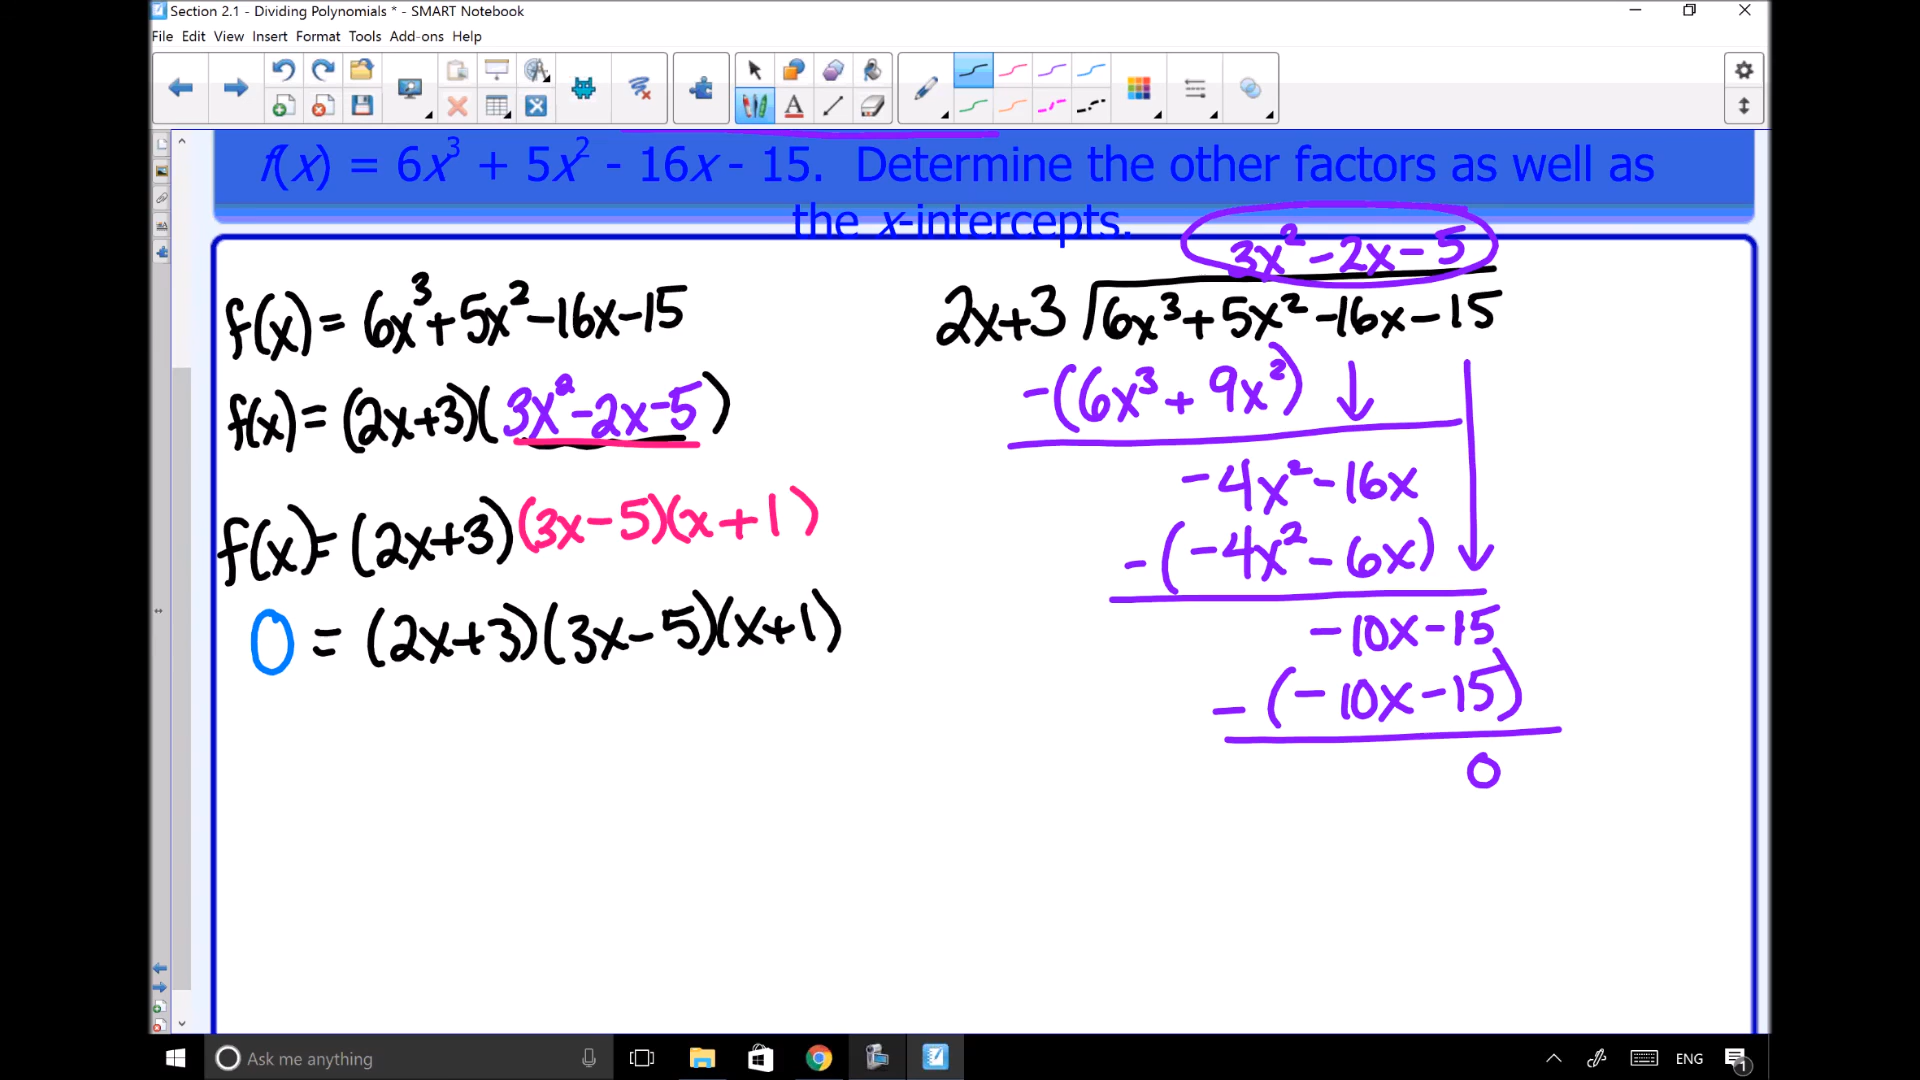 Section 2.1 - Dividing Polynomials * - SMART Notebook
File Edit View Insert Format Tools Add-ons Help
f(x) = 6x³ + 5x² - 16x - 15. Determine the other factors as well as
the x-intercepts.
f(x) = 6x³+5x²-16x-15
f(x) = (2x+3)(3x²-2x-5)
f(x) = (2x+3)(3x-5)(x+1)
0 = (2x+3)(3x-5)(x+1)
3x²-2x-5
2x+3 6x³+5x²-16x-15
-(6x³+9x²)
-4x²-16x
-(-4x²-6x)
-10x-15
-(-10x-15)
0
Ask me anything
ENG
1